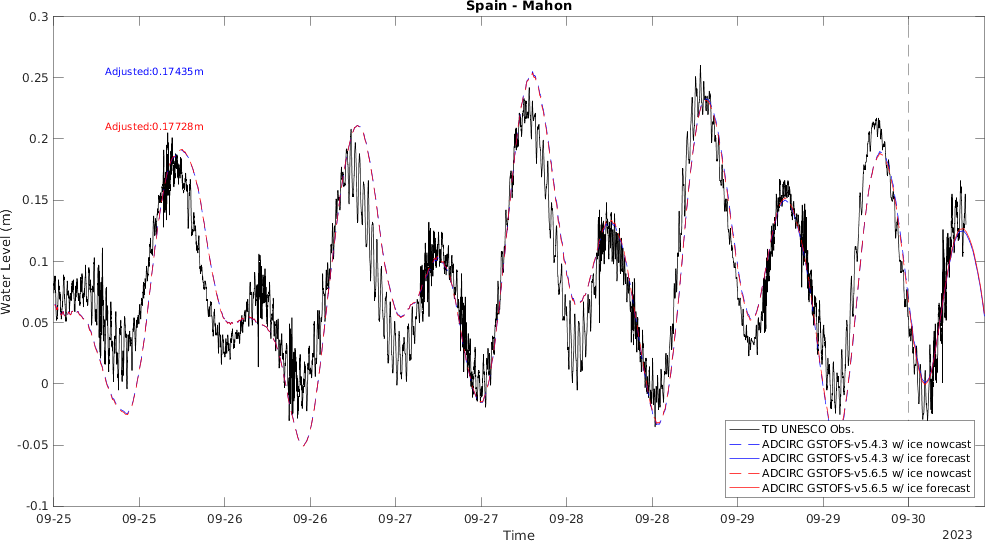 Spain - Mahon
0.3
0.25
0.2
0.15
0.1
0.05
0
-0.05
-0.1
Water Level (m)
Adjusted:0.17435m
Adjusted:0.17728m
TD UNESCO Obs.
ADCIRC GSTOFS-v5.4.3 w/ ice nowcast
ADCIRC GSTOFS-v5.4.3 w/ ice forecast
ADCIRC GSTOFS-v5.6.5 w/ ice nowcast
ADCIRC GSTOFS-v5.6.5 w/ ice forecast
09-25 09-25 09-26 09-26 09-27 09-27 09-28 09-28 09-29 09-29 09-30
Time
2023